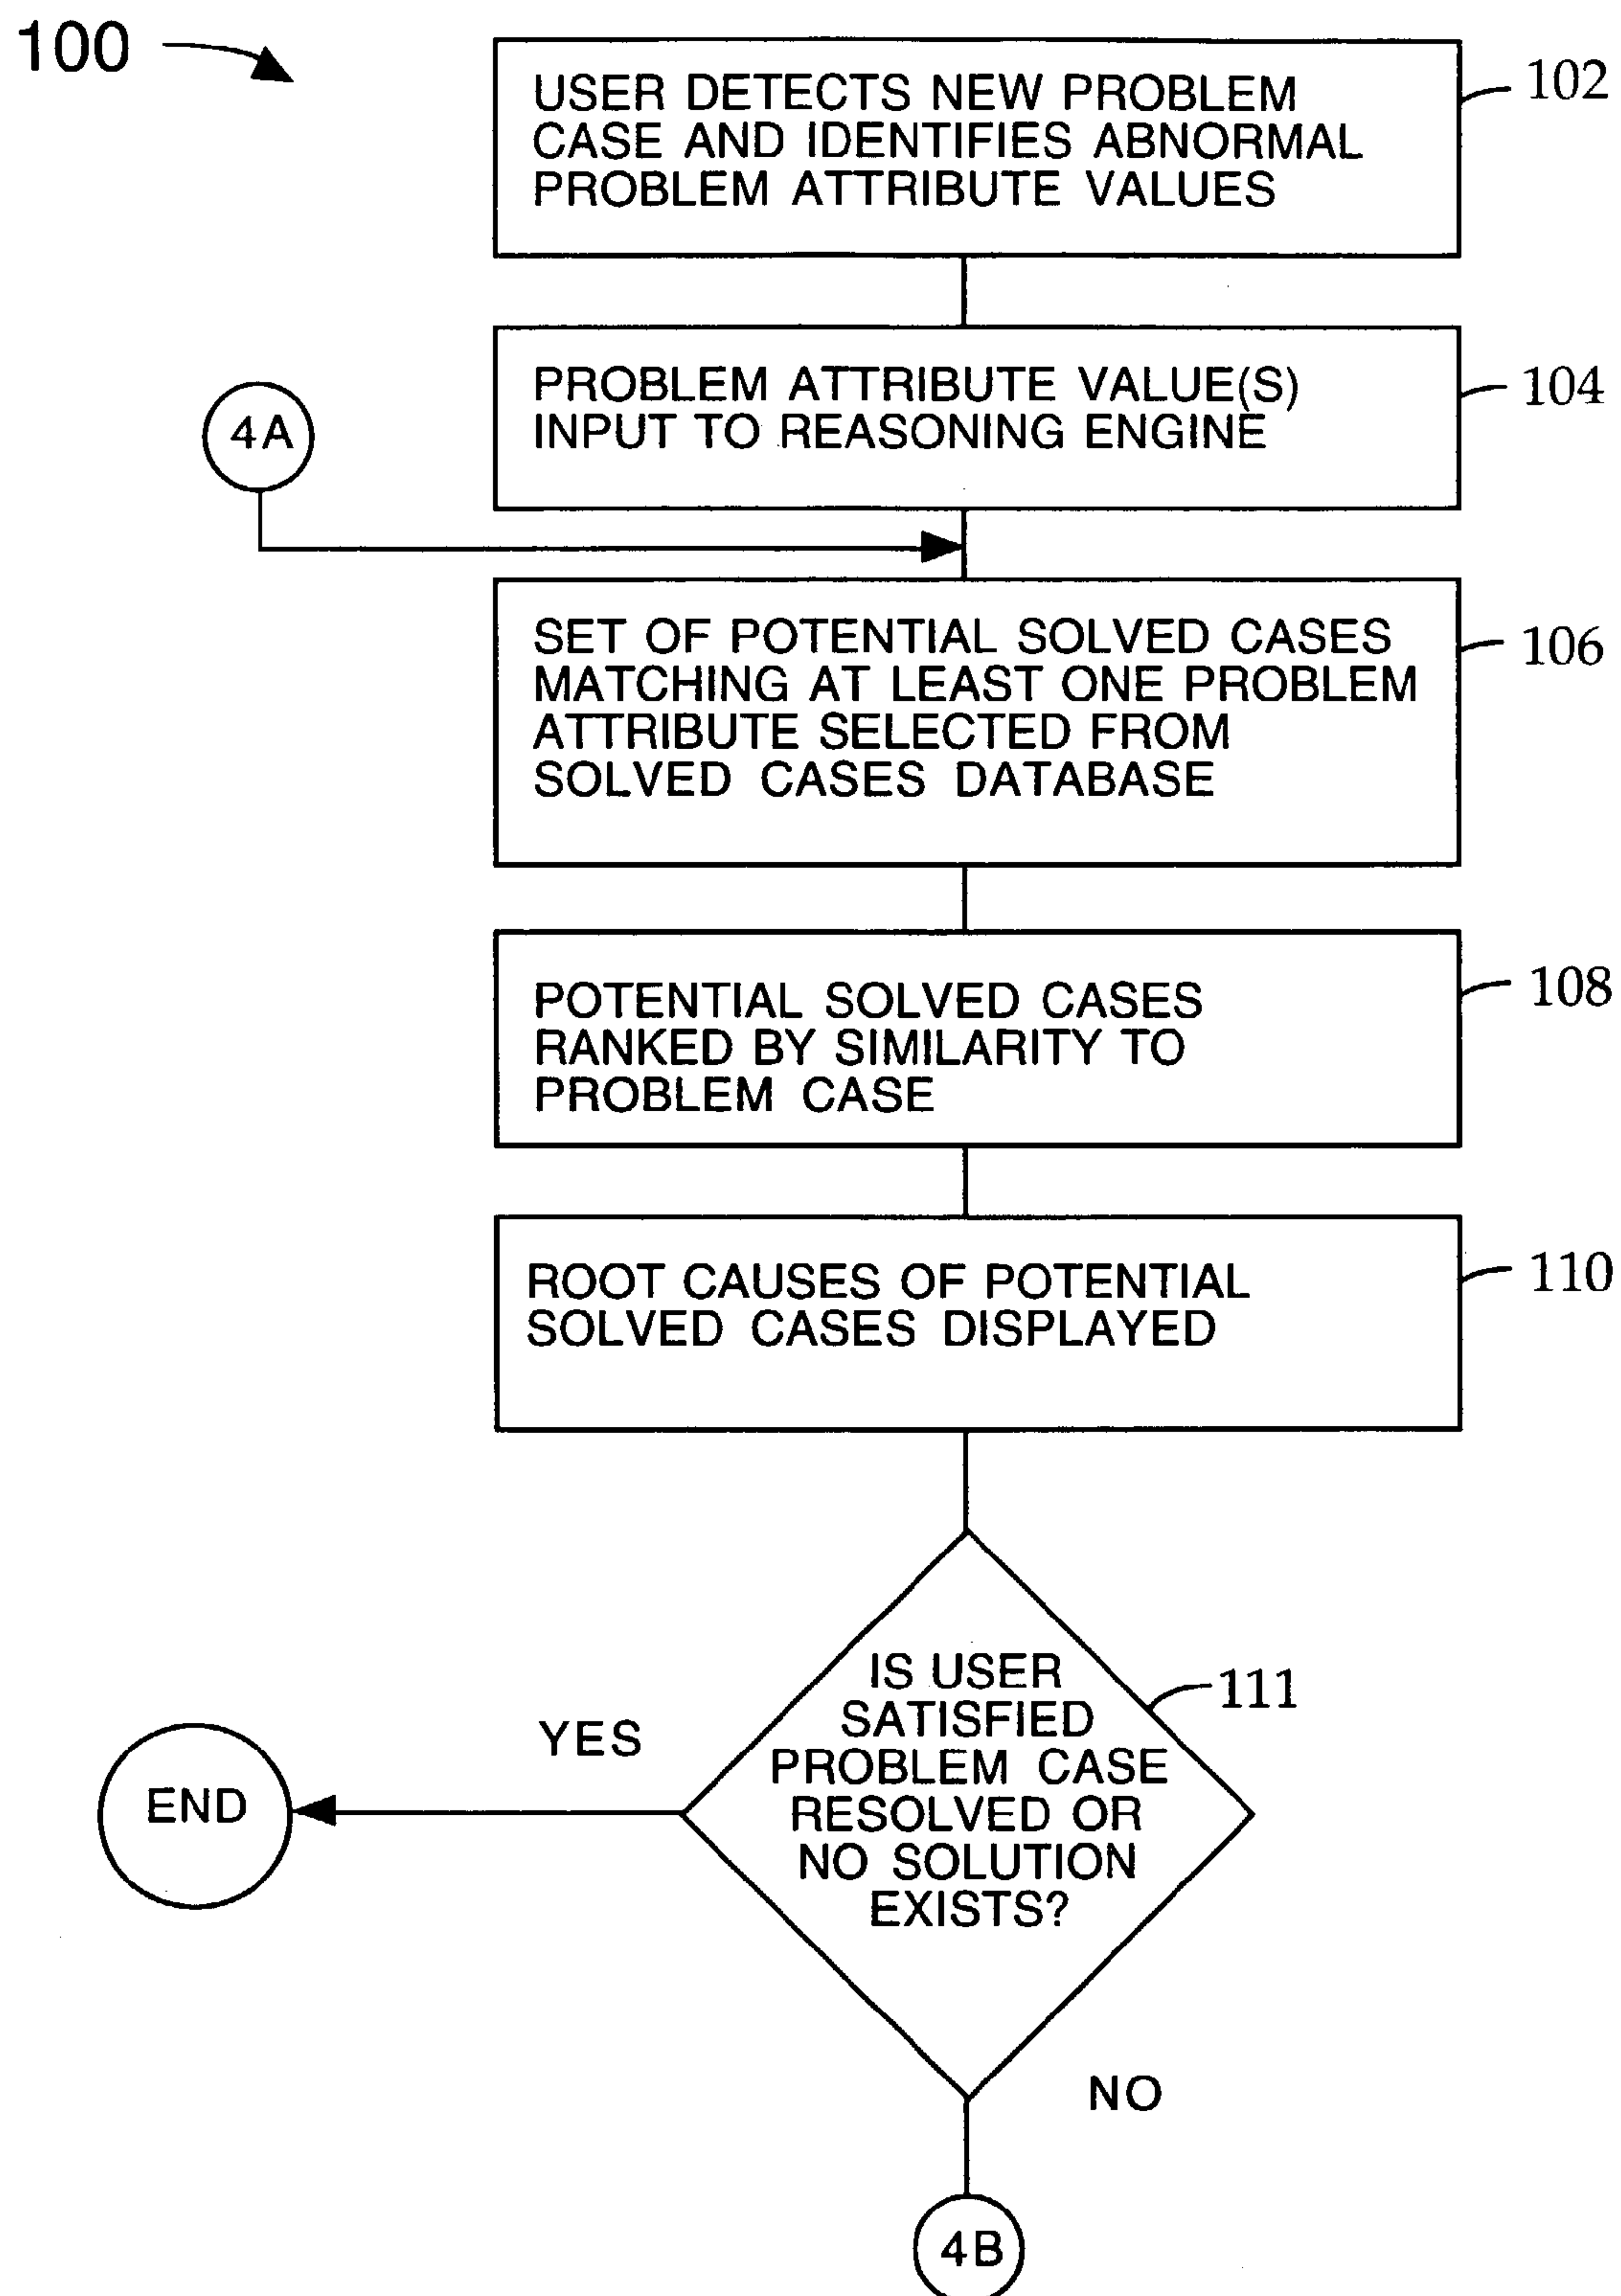 100
USER DETECTS NEW PROBLEM
CASE AND IDENTIFIES ABNORMAL
PROBLEM ATTRIBUTE VALUES
102
PROBLEM ATTRIBUTE VALUE(S)
INPUT TO REASONING ENGINE
104
4A
SET OF POTENTIAL SOLVED CASES
MATCHING AT LEAST ONE PROBLEM
ATTRIBUTE SELECTED FROM
SOLVED CASES DATABASE
106
POTENTIAL SOLVED CASES
RANKED BY SIMILARITY TO
PROBLEM CASE
108
ROOT CAUSES OF POTENTIAL
SOLVED CASES DISPLAYED
110
IS USER
SATISFIED
PROBLEM CASE
RESOLVED OR
NO SOLUTION
EXISTS?
111
YES
END
NO
4B